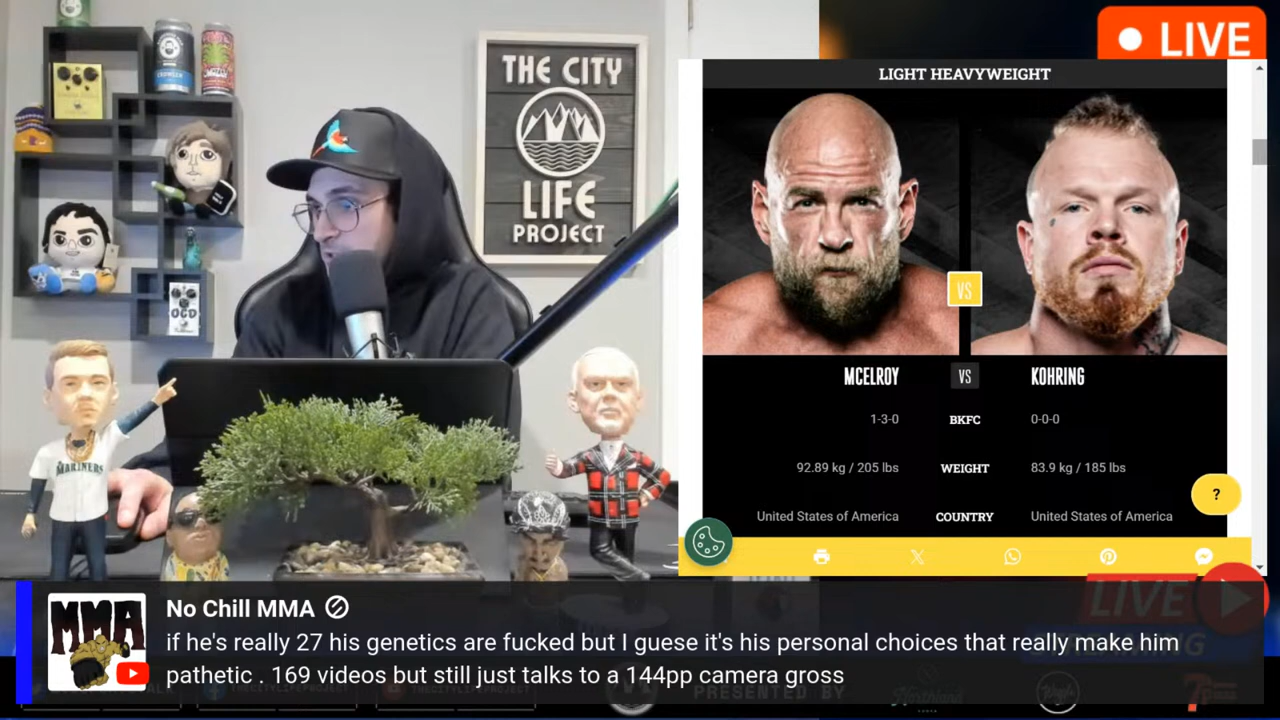 LIVE
LIGHT HEAVYWEIGHT
THE CITY
LIFE
PROJECT
OCD
MARINERS
VS
MCELROY VS KOHRING
1-3-0 BKFC 0-0-0
92.89 kg / 205 lbs WEIGHT 83.9 kg / 185 lbs
?
United States of America COUNTRY United States of America
LIVE
MMA
No Chill MMA
if he's really 27 his genetics are fucked but I guese it's his personal choices that really make him
pathetic . 169 videos but still just talks to a 144pp camera gross
PRESENTED BY